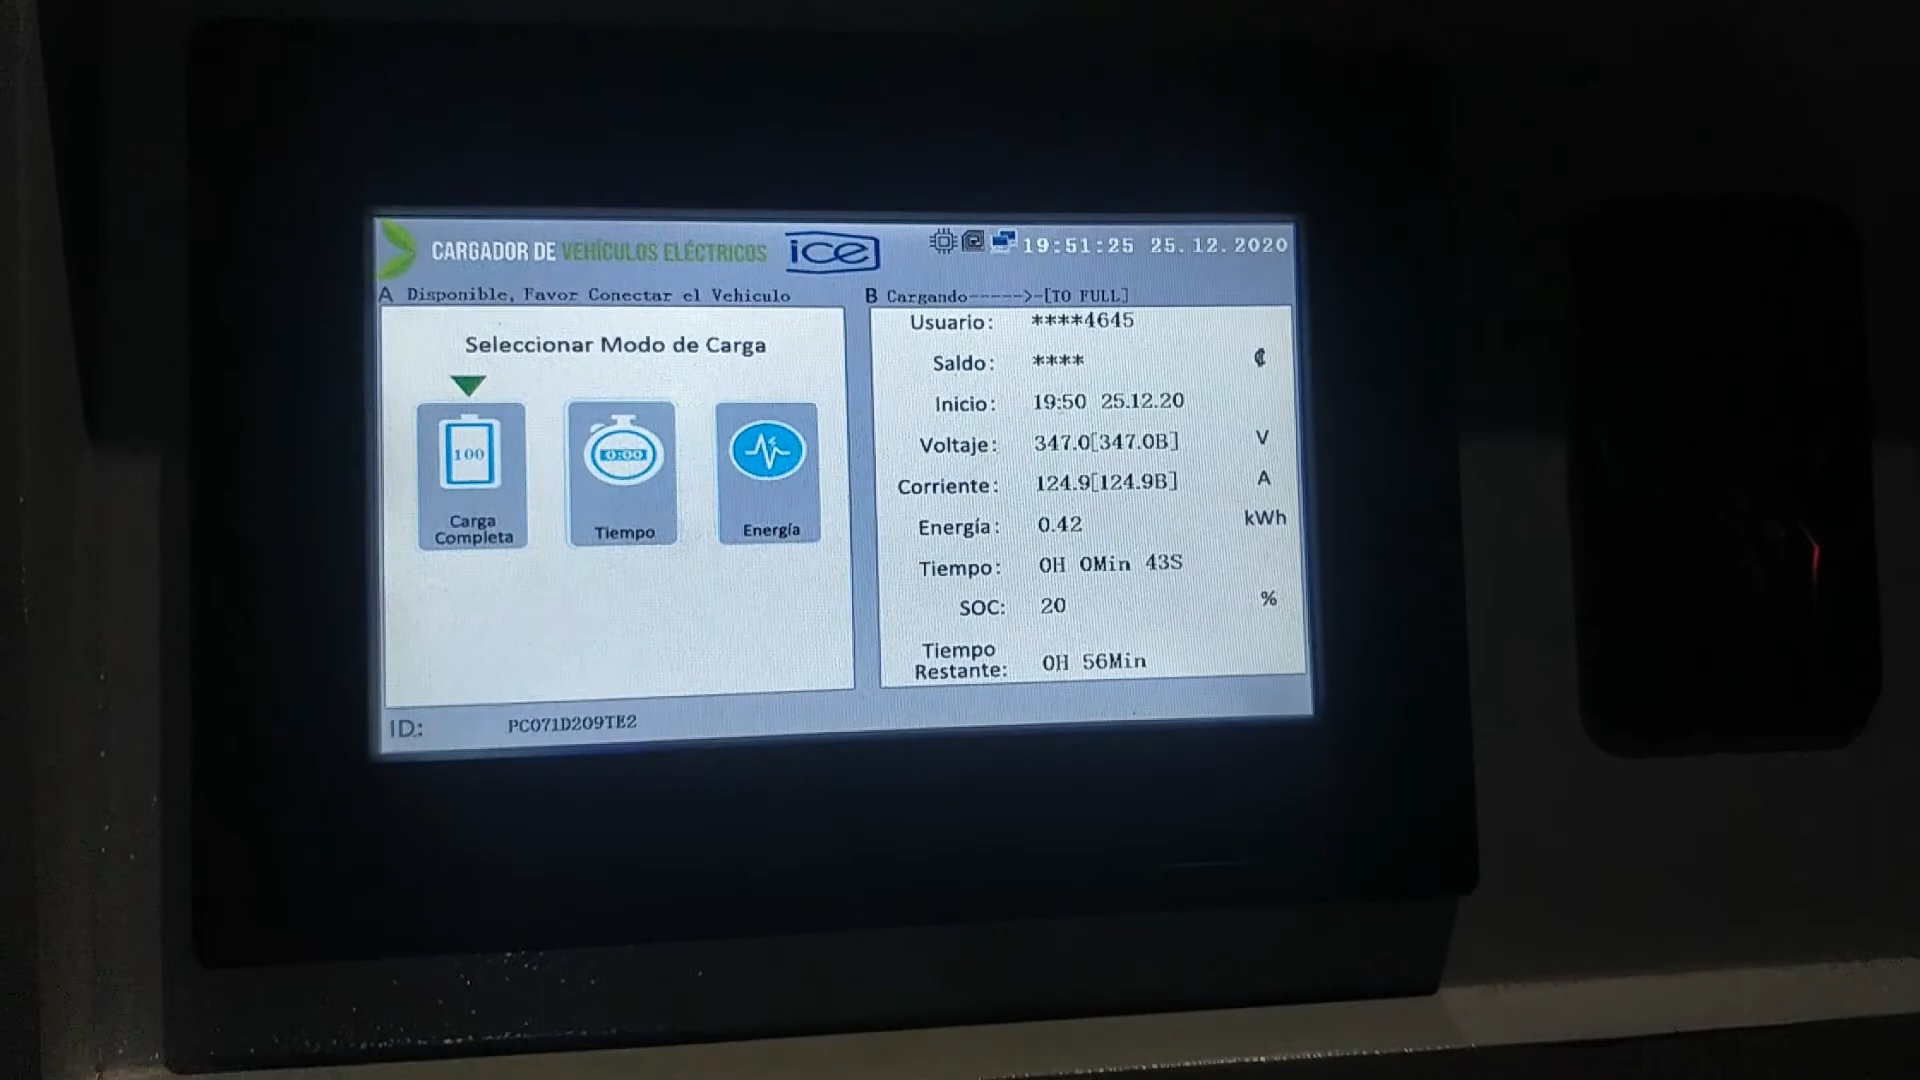 CARGADOR DE VEHÍCULOS ELÉCTRICOS ice 19:51:25 25.12.2020
A Disponible, Favor Conectar el Vehiculo
Seleccionar Modo de Carga
100
Carga
Completa
0:00
Tiempo
Energía
B Cargando----->-[TO FULL]
Usuario: ****4645
Saldo: **** ₡
Inicio: 19:50 25.12.20
Voltaje: 347.0[347.0B] V
Corriente: 124.9[124.9B] A
Energía: 0.42 kWh
Tiempo: 0H 0Min 43S
SOC: 20 %
Tiempo
Restante: 0H 56Min
ID: PC071D209TE2